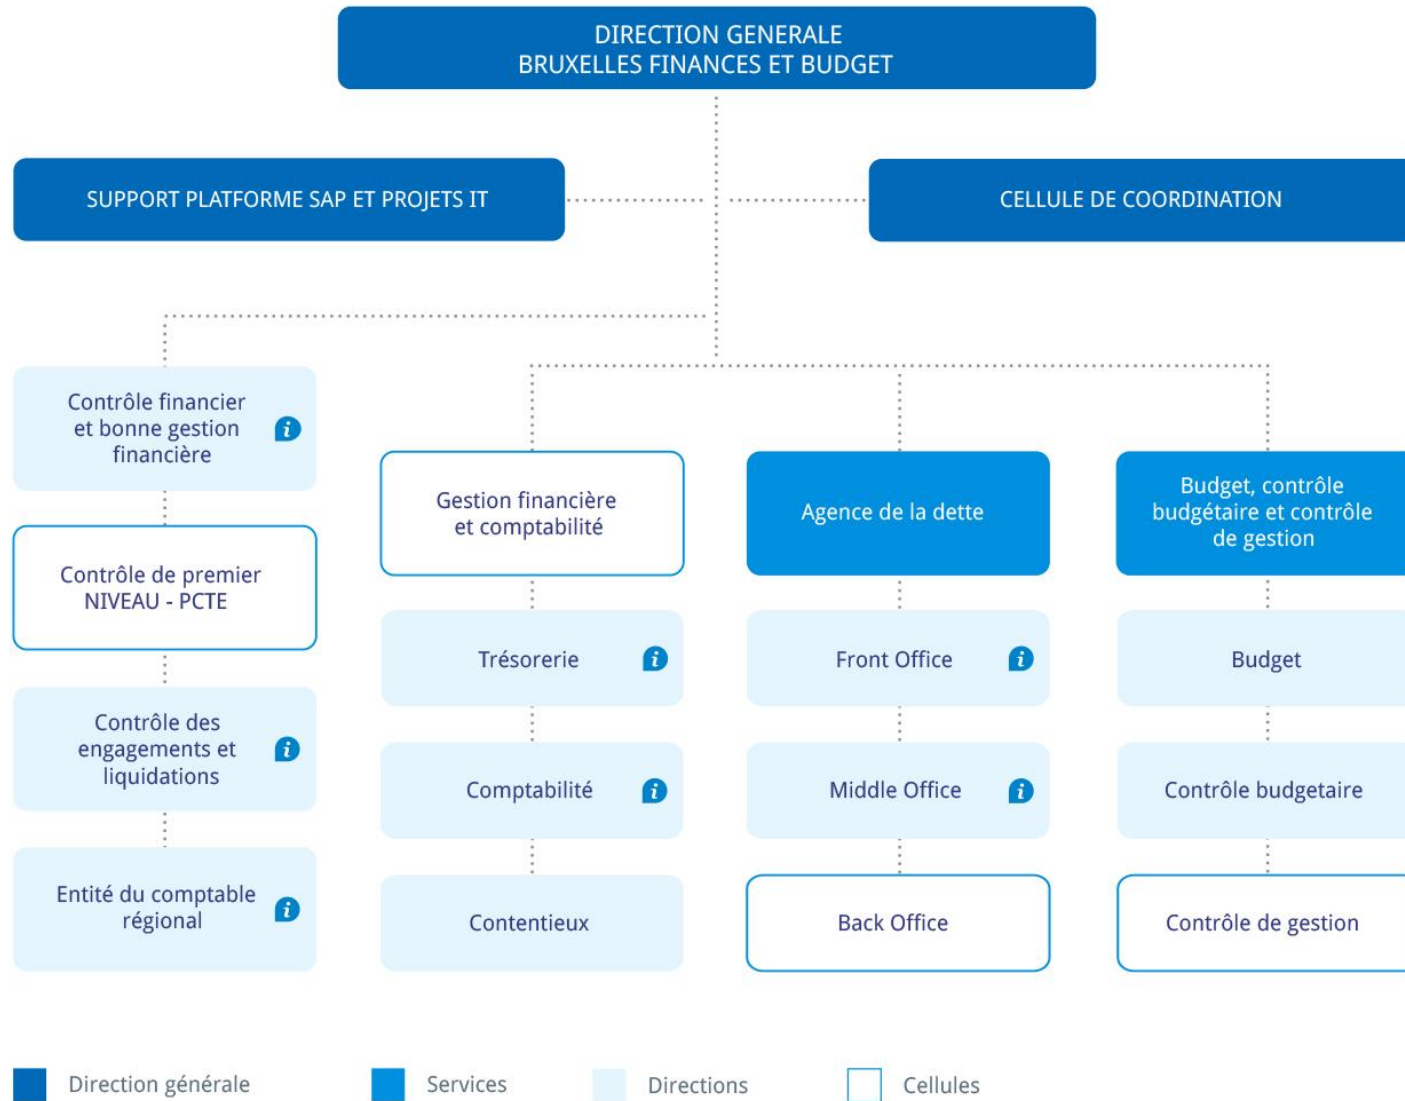 DIRECTION GENERALE
BRUXELLES FINANCES ET BUDGET
SUPPORT PLATFORME SAP ET PROJETS IT
CELLULE DE COORDINATION
Contrôle financier
et bonne gestion
financière
i
Contrôle de premier
NIVEAU - PCTE
Contrôle des
engagements et
liquidations
i
Entité du comptable
régional
i
Gestion financière
et comptabilité
Trésorerie
i
Comptabilité
i
Contentieux
Agence de la dette
Front Office
i
Middle Office
i
Back Office
Budget, contrôle
budgétaire et contrôle
de gestion
Budget
Contrôle budgetaire
Contrôle de gestion
Direction générale
Services
Directions
Cellules